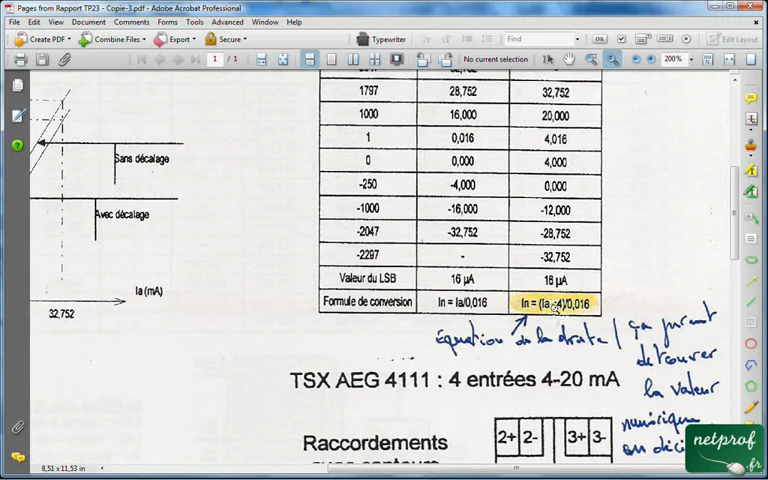 Pages from Rapport TP23 - Copie-3.pdf - Adobe Acrobat Professional
File Edit View Document Comments Forms Tools Advanced Window Help
Create PDF Combine Files Export Secure Typewriter Find Edit Layout
1 / 1 No current selection 200%
1797 28,752 32,752
1000 16,000 20,000
1 0,016 4,016
0 0,000 4,000
-250 -4,000 0,000
-1000 -16,000 -12,000
-2047 -32,752 -28,752
-2297 - -32,752
Valeur du LSB 16 µA 16 µA
Formule de conversion In = Ia/0,016 In = (Ia -4)/0,016
Sans décalage
Avec décalage
Ia (mA)
32,752
Équation de la droite / ça permet
de trouver
la valeur
numérique
en déci
TSX AEG 4111 : 4 entrées 4-20 mA
Raccordements
2+ 2- 3+ 3-
8,51 x 11,53 in
netprof
.fr